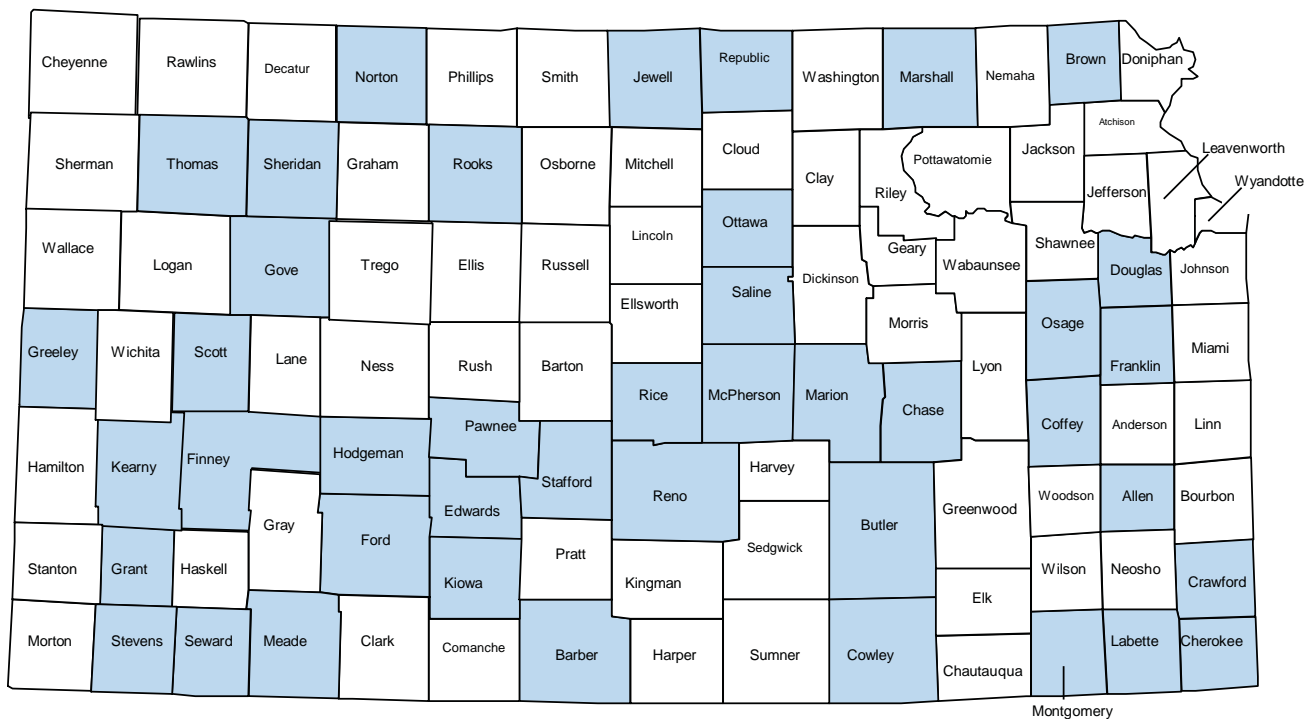 Cheyenne
Rawlins
Decatur
Norton
Phillips
Smith
Jewell
Republic
Washington
Marshall
Nemaha
Brown
Doniphan
Sherman
Thomas
Sheridan
Graham
Rooks
Osborne
Mitchell
Cloud
Clay
Riley
Pottawatomie
Jackson
Atchison
Jefferson
Leavenworth
Wyandotte
Wallace
Logan
Gove
Trego
Ellis
Russell
Lincoln
Ottawa
Geary
Wabaunsee
Shawnee
Douglas
Johnson
Ellsworth
Saline
Dickinson
Morris
Osage
Franklin
Miami
Greeley
Wichita
Scott
Lane
Ness
Rush
Barton
Rice
McPherson
Marion
Chase
Lyon
Coffey
Anderson
Linn
Hamilton
Kearny
Finney
Hodgeman
Pawnee
Stafford
Reno
Harvey
Butler
Greenwood
Woodson
Allen
Bourbon
Gray
Ford
Edwards
Stanton
Grant
Haskell
Kiowa
Pratt
Kingman
Sedgwick
Elk
Wilson
Neosho
Crawford
Morton
Stevens
Seward
Meade
Clark
Comanche
Barber
Harper
Sumner
Cowley
Chautauqua
Labette
Cherokee
Montgomery